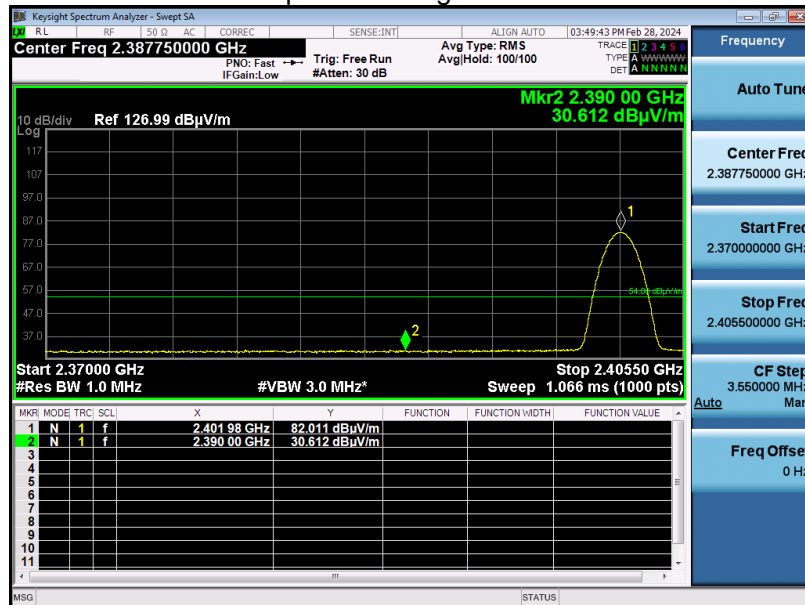 Keysight Spectrum Analyzer - Swept SA
LXI RL RF 50 Ω AC CORREC SENSE:INT ALIGN AUTO 03:49:43 PM Feb 28, 2024
Center Freq 2.387750000 GHz
PNO: Fast
IFGain:Low
Trig: Free Run
#Atten: 30 dB
Avg Type: RMS
Avg|Hold: 100/100
TRACE 1 2 3 4 5 6
TYPE A WWWWW
DET A N N N N N
Mkr2 2.390 00 GHz
30.612 dBµV/m
10 dB/div Ref 126.99 dBµV/m
Log
117
107
97.0
87.0
77.0
67.0
57.0
47.0
37.0
1
2
54.00 dBµV/m
Start 2.37000 GHz Stop 2.40550 GHz
#Res BW 1.0 MHz #VBW 3.0 MHz* Sweep 1.066 ms (1000 pts)
MKR MODE TRC SCL X Y FUNCTION FUNCTION WIDTH FUNCTION VALUE
1 N 1 f 2.401 98 GHz 82.011 dBµV/m
2 N 1 f 2.390 00 GHz 30.612 dBµV/m
3
4
5
6
7
8
9
10
11
MSG STATUS
Frequency
Auto Tune
Center Freq
2.387750000 GHz
Start Freq
2.370000000 GHz
Stop Freq
2.405500000 GHz
CF Step
3.550000 MHz
Auto Man
Freq Offset
0 Hz